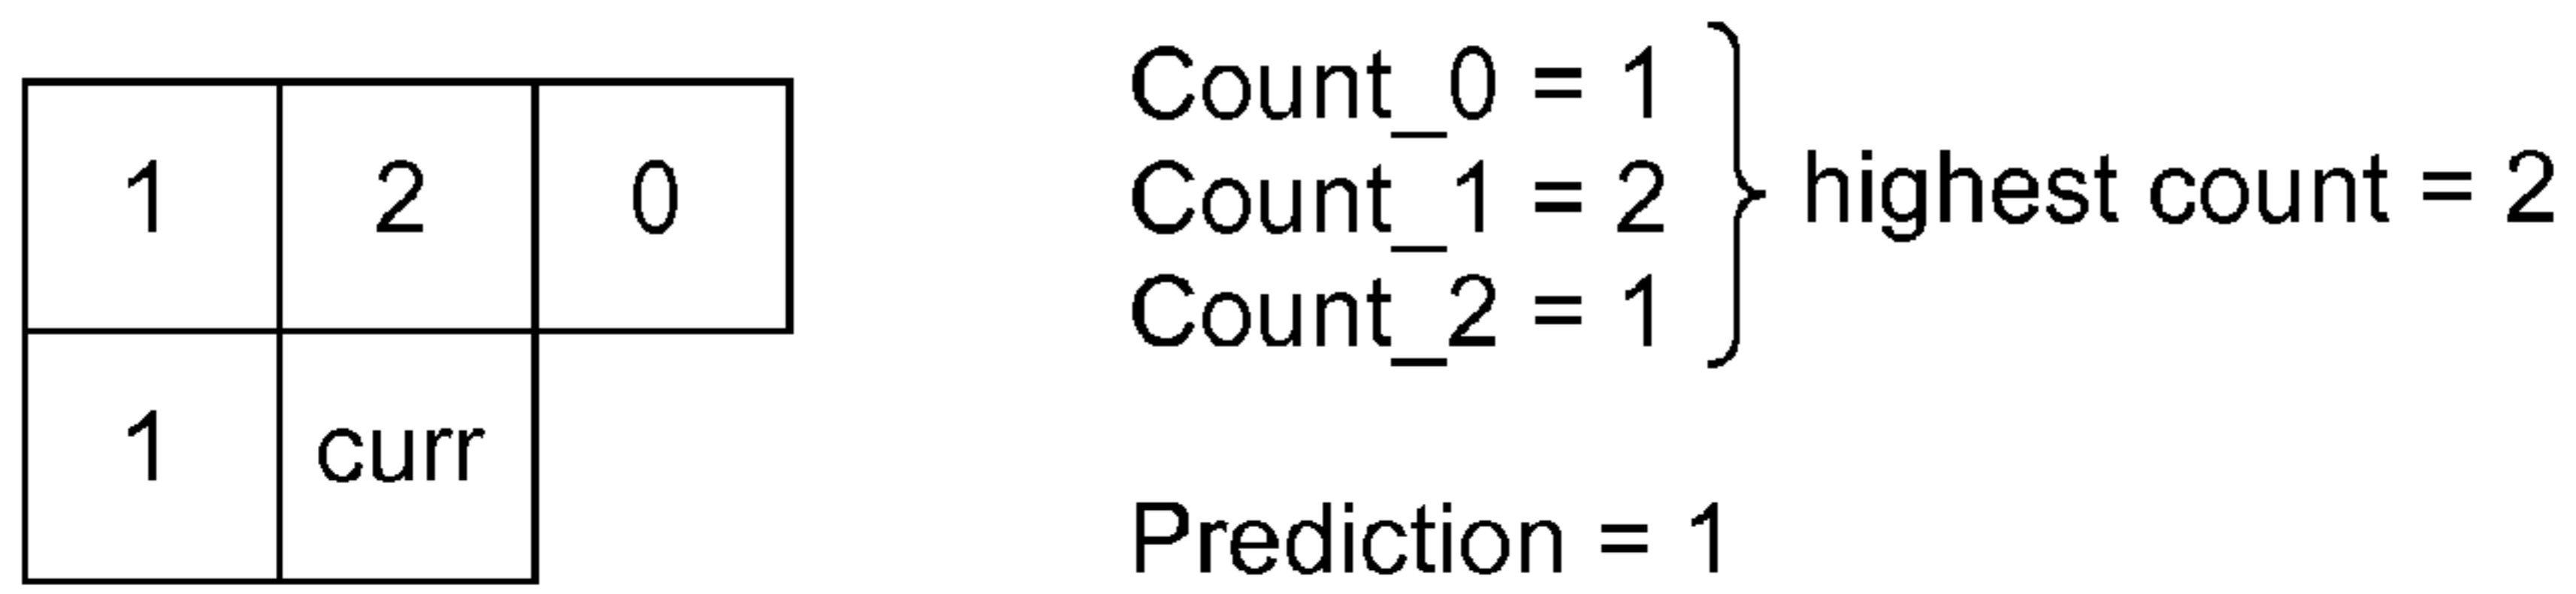 1 2 0
1 curr
Count_0 = 1
Count_1 = 2
Count_2 = 1
highest count = 2
Prediction = 1